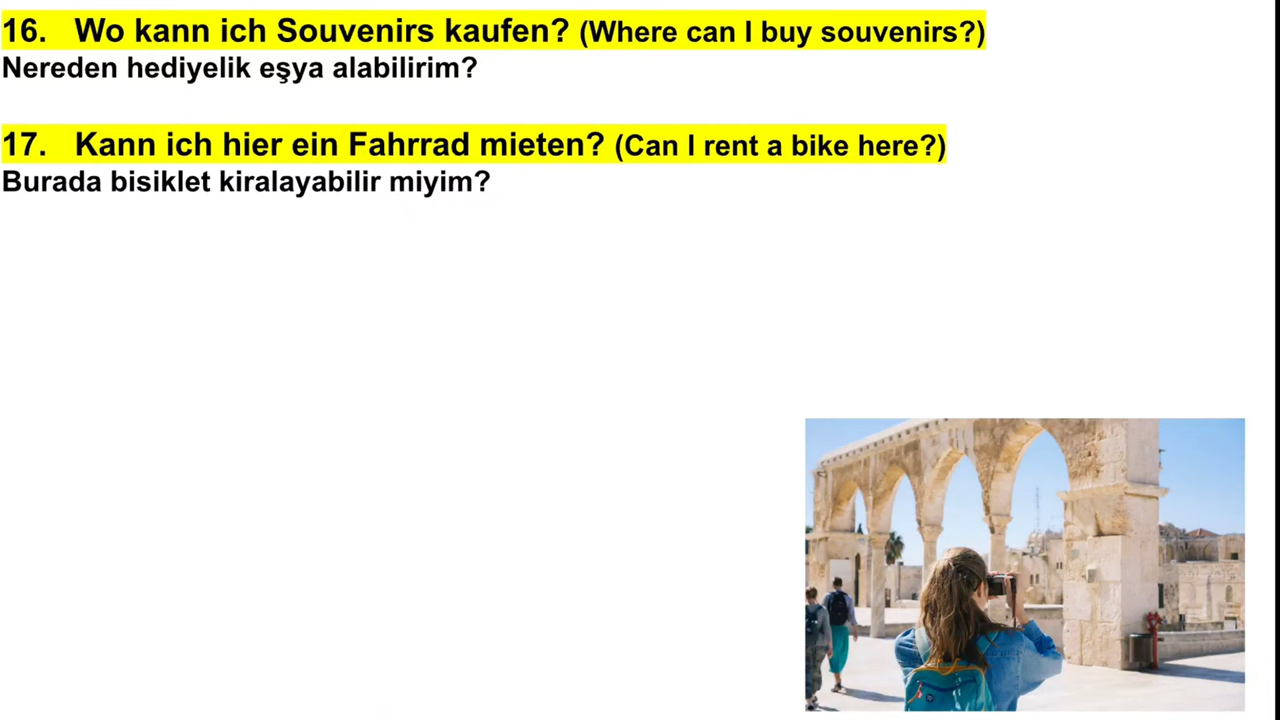 16. Wo kann ich Souvenirs kaufen? (Where can I buy souvenirs?)
Nereden hediyelik eşya alabilirim?
17. Kann ich hier ein Fahrrad mieten? (Can I rent a bike here?)
Burada bisiklet kiralayabilir miyim?